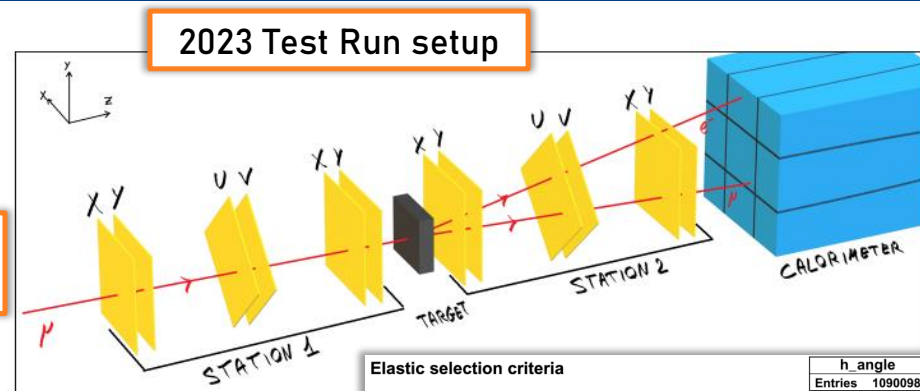 2023 Test Run setup
y
x
z
X Y
U V
X Y
X Y
U V
X Y
e
μ
μ
STATION 1
TARGET
STATION 2
CALORIMETER
Elastic selection criteria
h_angle
Entries 1090098